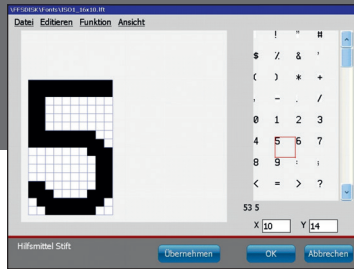 \FFSDISK\Fonts\ISO1_16x10.lft
Datei Editieren Funktion Ansicht
! " #
$ % & '
( ) * +
, - . /
0 1 2 3
4 5 6 7
8 9 : ;
< = > ?
53 5
X 10 Y 14
Hilfsmittel Stift
Übernehmen OK Abbrechen